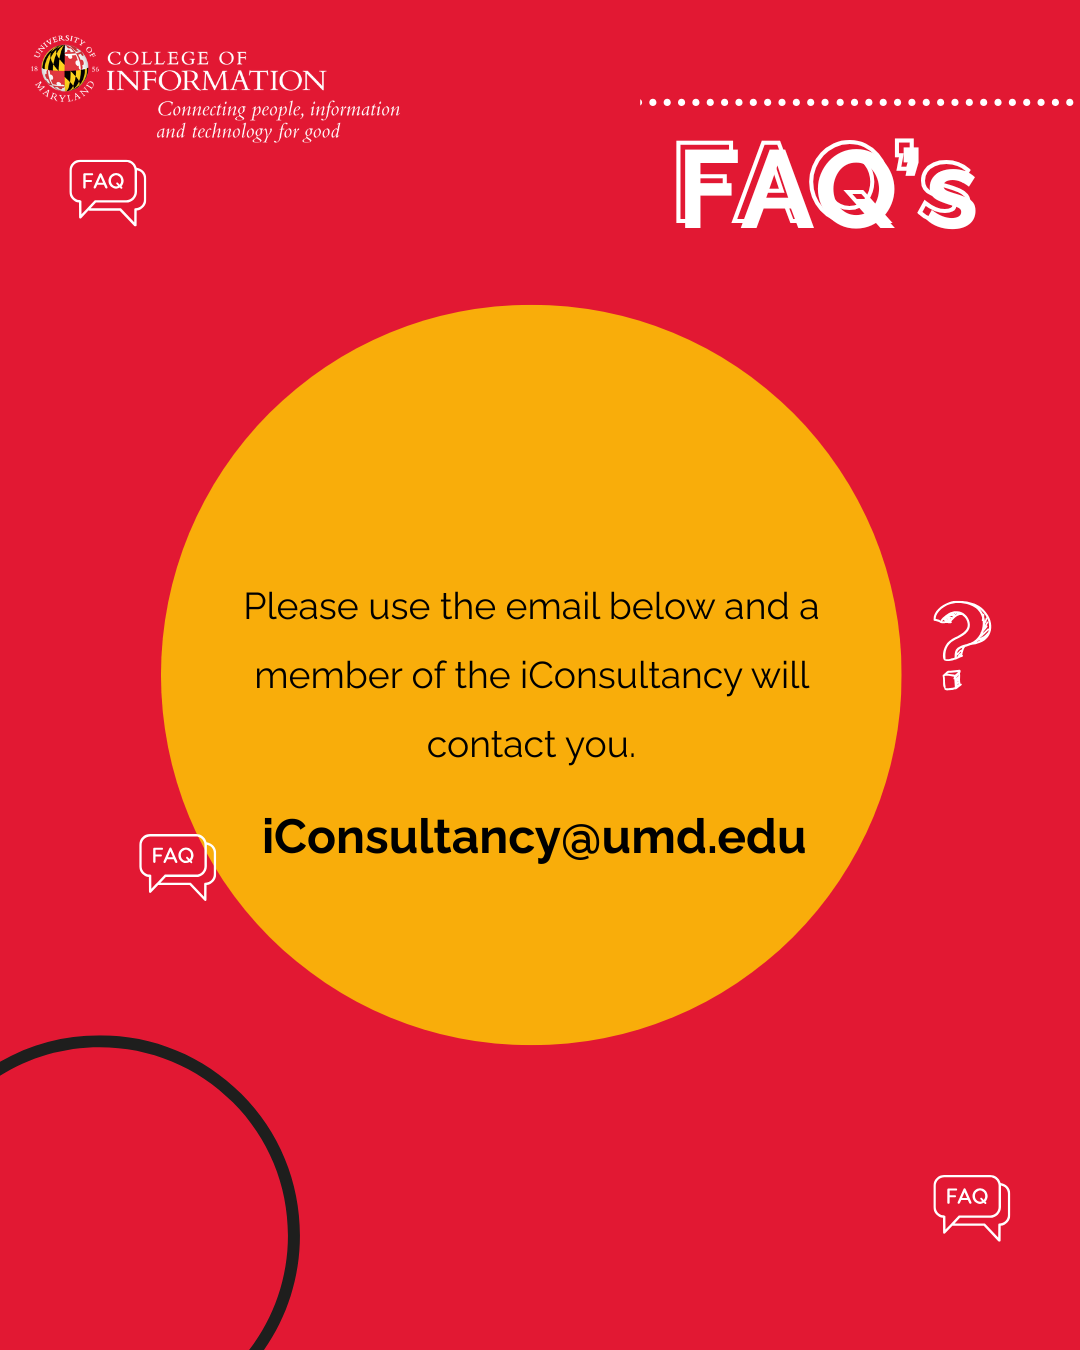 UNIVERSITY OF
18 56
MARYLAND
COLLEGE OF
INFORMATION
Connecting people, information
and technology for good
FAQ
FAQ's
Please use the email below and a
member of the iConsultancy will
contact you.
iConsultancy@umd.edu
?
FAQ
FAQ